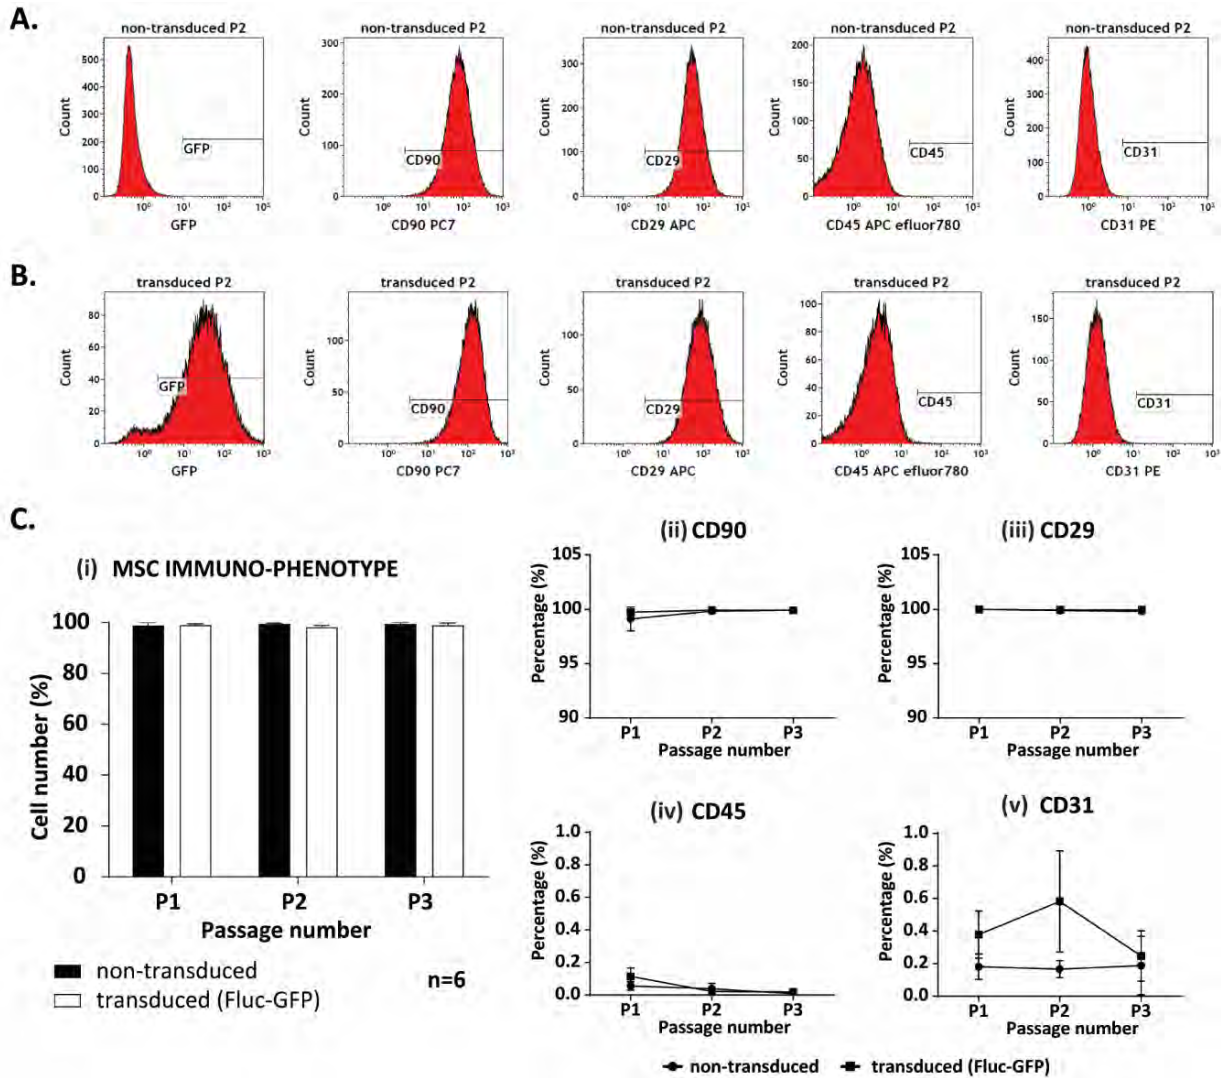 A.
non-transduced P2 non-transduced P2 non-transduced P2 non-transduced P2 non-transduced P2
Count 0 100 200 300 400 500 GFP 10⁰ 10¹ 10² 10³ GFP
Count 0 100 200 300 CD90 10⁰ 10¹ 10² 10³ CD90 PC7
Count 0 100 200 300 CD29 10⁰ 10¹ 10² 10³ CD29 APC
Count 0 50 100 150 200 CD45 10⁰ 10¹ 10² 10³ CD45 APC efluor780
Count 0 100 200 300 400 CD31 10⁰ 10¹ 10² 10³ CD31 PE
B.
transduced P2 transduced P2 transduced P2 transduced P2 transduced P2
Count 0 20 40 60 80 GFP 10⁰ 10¹ 10² 10³ GFP
Count 0 50 100 CD90 10⁰ 10¹ 10² 10³ CD90 PC7
Count 0 50 100 CD29 10⁰ 10¹ 10² 10³ CD29 APC
Count 0 20 40 60 80 100 CD45 10⁰ 10¹ 10² 10³ CD45 APC efluor780
Count 0 50 100 150 CD31 10⁰ 10¹ 10² 10³ CD31 PE
C.
(i) MSC IMMUNO-PHENOTYPE
Cell number (%)
100
80
60
40
20
0
P1 P2 P3
Passage number
non-transduced
transduced (Fluc-GFP)
n=6
(ii) CD90
Percentage (%)
105
100
95
90
P1 P2 P3
Passage number
(iii) CD29
Percentage (%)
105
100
95
90
P1 P2 P3
Passage number
(iv) CD45
Percentage (%)
1.0
0.8
0.6
0.4
0.2
0.0
P1 P2 P3
Passage number
(v) CD31
Percentage (%)
1.0
0.8
0.6
0.4
0.2
0.0
P1 P2 P3
Passage number
non-transduced transduced (Fluc-GFP)